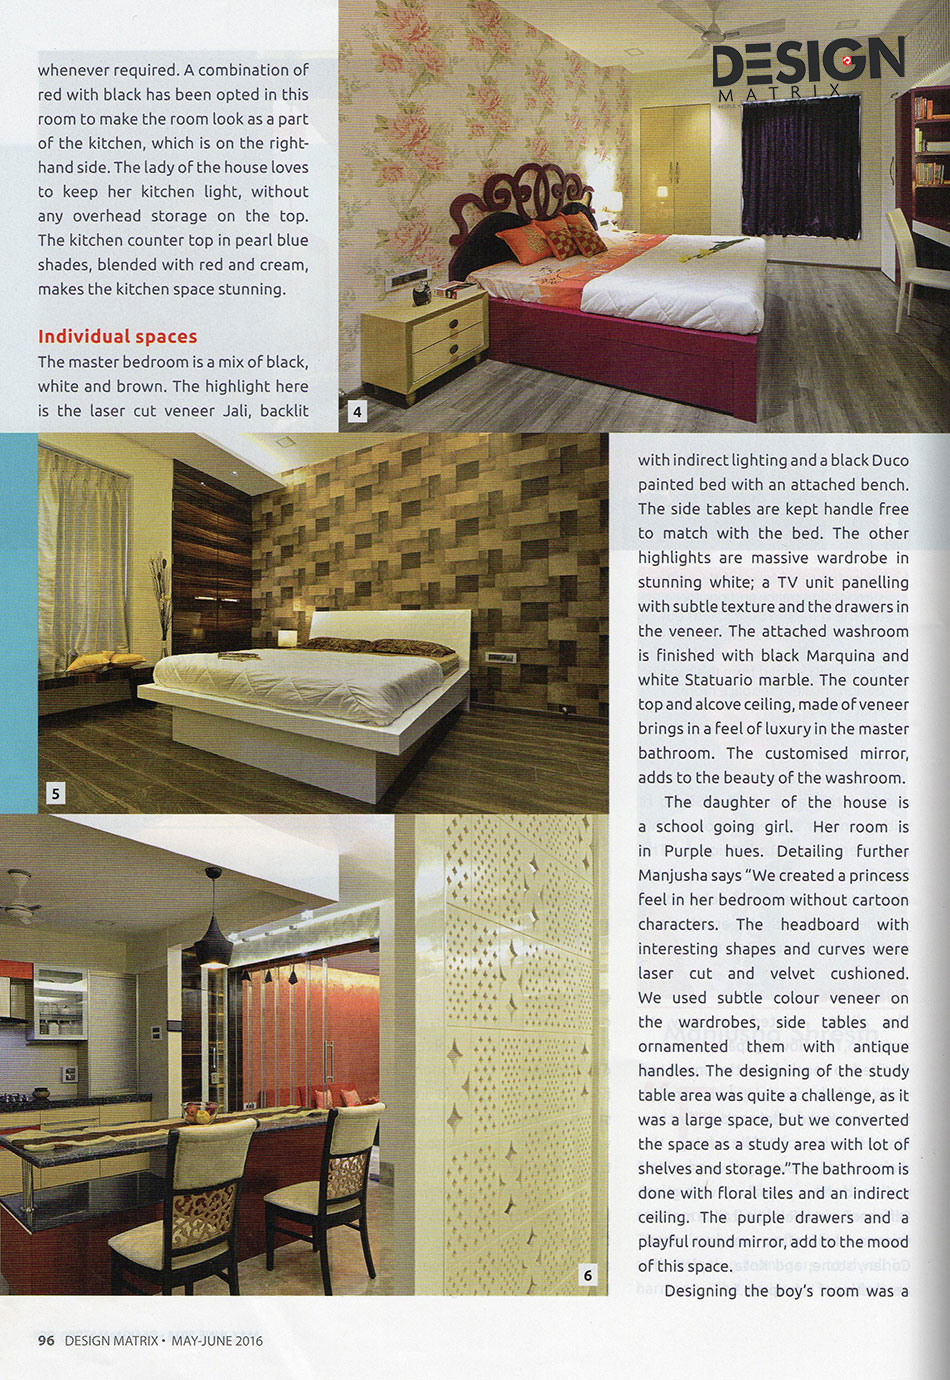 whenever required. A combination of
red with black has been opted in this
room to make the room look as a part
of the kitchen, which is on the right-
hand side. The lady of the house loves
to keep her kitchen light, without
any overhead storage on the top.
The kitchen counter top in pearl blue
shades, blended with red and cream,
makes the kitchen space stunning.
Individual spaces
The master bedroom is a mix of black,
white and brown. The highlight here
is the laser cut veneer Jali, backlit
DESIGN
MATRIX
4
5
6
with indirect lighting and a black Duco
painted bed with an attached bench.
The side tables are kept handle free
to match with the bed. The other
highlights are massive wardrobe in
stunning white; a TV unit panelling
with subtle texture and the drawers in
the veneer. The attached washroom
is finished with black Marquina and
white Statuario marble. The counter
top and alcove ceiling, made of veneer
brings in a feel of luxury in the master
bathroom. The customised mirror,
adds to the beauty of the washroom.
The daughter of the house is
a school going girl. Her room is
in Purple hues. Detailing further
Manjusha says “We created a princess
feel in her bedroom without cartoon
characters. The headboard with
interesting shapes and curves were
laser cut and velvet cushioned.
We used subtle colour veneer on
the wardrobes, side tables and
ornamented them with antique
handles. The designing of the study
table area was quite a challenge, as it
was a large space, but we converted
the space as a study area with lot of
shelves and storage.”The bathroom is
done with floral tiles and an indirect
ceiling. The purple drawers and a
playful round mirror, add to the mood
of this space.
Designing the boy’s room was a
96 DESIGN MATRIX • MAY-JUNE 2016